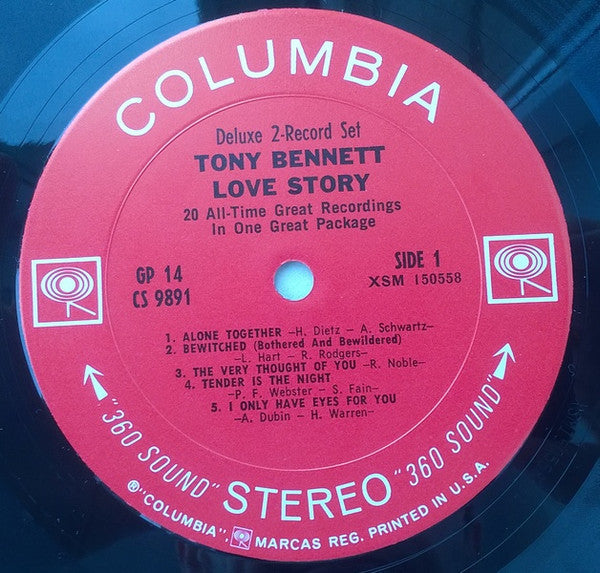 COLUMBIA
Deluxe 2-Record Set
TONY BENNETT
LOVE STORY
20 All-Time Great Recordings
In One Great Package
GP 14
CS 9891
SIDE 1
XSM 150558
1. ALONE TOGETHER –H. Dietz – A. Schwartz–
2. BEWITCHED (Bothered And Bewildered)
–L. Hart – R. Rodgers–
3. THE VERY THOUGHT OF YOU –R. Noble–
4. TENDER IS THE NIGHT
–P. F. Webster – S. Fain–
5. I ONLY HAVE EYES FOR YOU
–A. Dubin – H. Warren–
"360 SOUND" STEREO "360 SOUND"
® "COLUMBIA", MARCAS REG. PRINTED IN U.S.A.